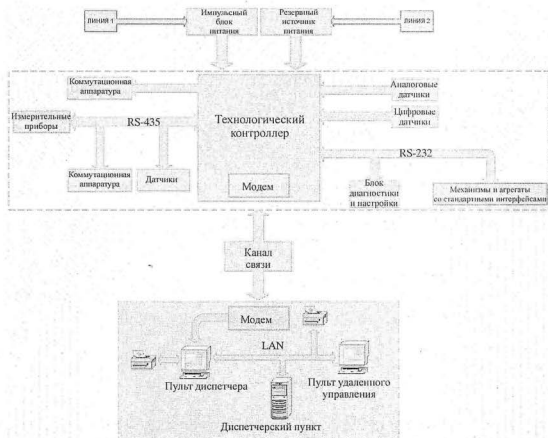 ЛИНИЯ 1
Импульсный
блок
питания
Резервный
источник
питания
ЛИНИЯ 2
Коммутационная
аппаратура
Измерительные
приборы
RS-435
Коммутационная
аппаратура
Датчики
Технологический
контроллер
Модем
Аналоговые
датчики
Цифровые
датчики
RS-232
Блок
диагностики
и настройки
Механизмы и агрегаты
со стандартными интерфейсами
Канал
связи
Модем
LAN
Пульт диспетчера
Пульт удаленного
управления
Диспетчерский пункт